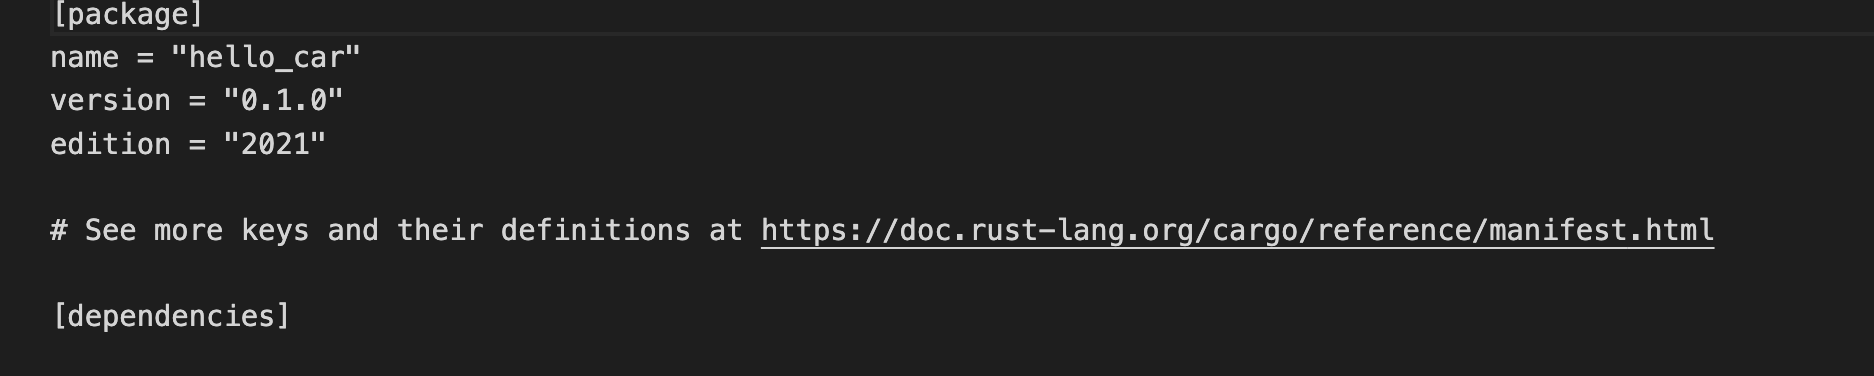 [package]
name = "hello_car"
version = "0.1.0"
edition = "2021"
# See more keys and their definitions at https://doc.rust-lang.org/cargo/reference/manifest.html
[dependencies]